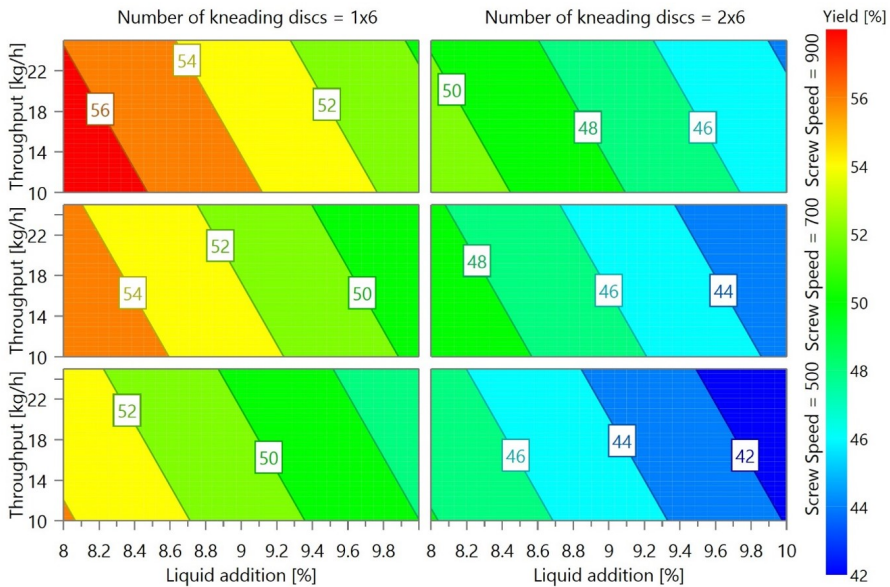 Number of kneading discs = 1x6
Number of kneading discs = 2x6
Yield [%]
Throughput [kg/h]
22
18
14
10
56
54
52
50
48
46
Screw Speed = 900
Throughput [kg/h]
22
18
14
10
54
52
50
48
46
44
Screw Speed = 700
Throughput [kg/h]
22
18
14
10
52
50
46
44
42
Screw Speed = 500
56
54
52
50
48
46
44
42
8 8.2 8.4 8.6 8.8 9 9.2 9.4 9.6 9.8
8 8.2 8.4 8.6 8.8 9 9.2 9.4 9.6 9.8 10
Liquid addition [%]
Liquid addition [%]